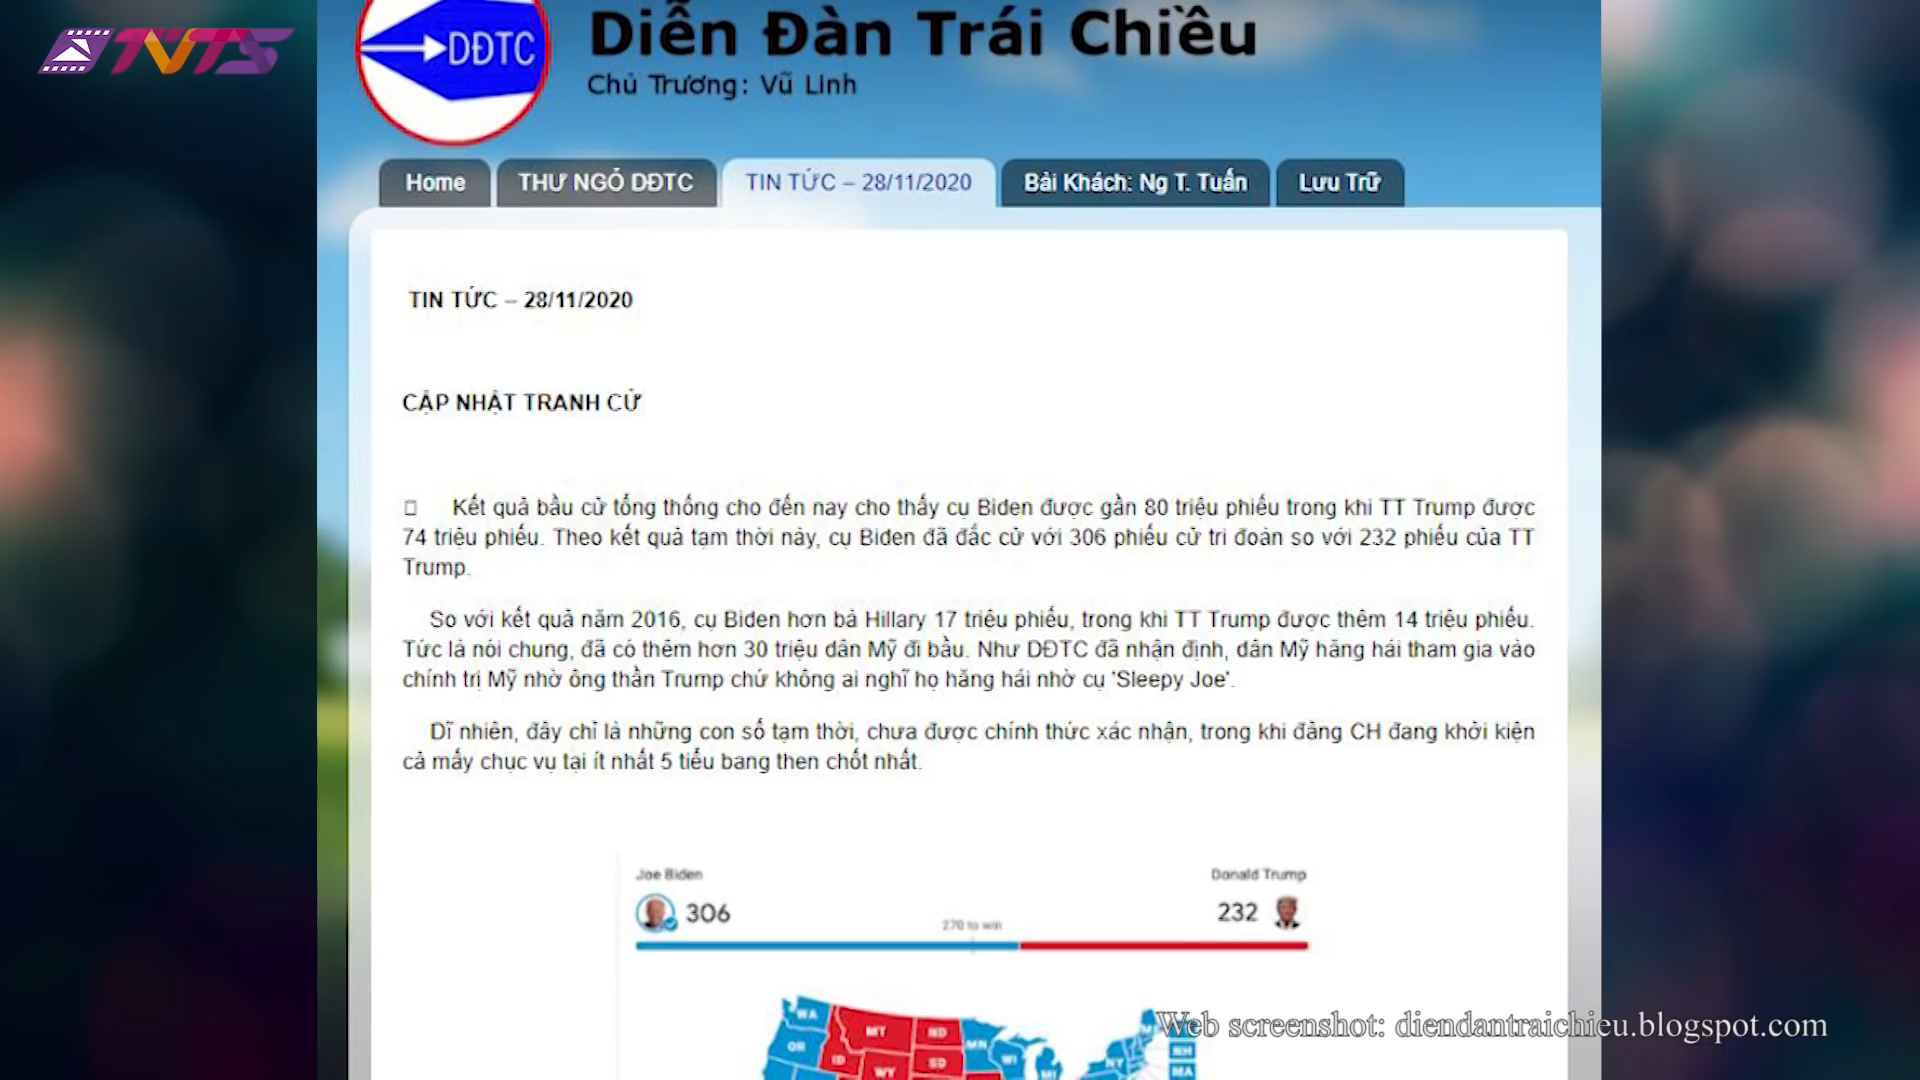 TVTS
DĐTC
Diễn Đàn Trái Chiều
Chủ Trương: Vũ Linh
Home
THƯ NGỎ DĐTC
TIN TỨC – 28/11/2020
Bài Khách: Ng T. Tuấn
Lưu Trữ
TIN TỨC – 28/11/2020
CẬP NHẬT TRANH CỬ
Kết quả bầu cử tổng thống cho đến nay cho thấy cụ Biden được gần 80 triệu phiếu trong khi TT Trump được
74 triệu phiếu. Theo kết quả tạm thời này, cụ Biden đã đắc cử với 306 phiếu cử tri đoàn so với 232 phiếu của TT
Trump.
So với kết quả năm 2016, cụ Biden hơn bà Hillary 17 triệu phiếu, trong khi TT Trump được thêm 14 triệu phiếu.
Tức là nói chung, đã có thêm hơn 30 triệu dân Mỹ đi bầu. Như DĐTC đã nhận định, dân Mỹ hăng hái tham gia vào
chính trị Mỹ nhờ ông thần Trump chứ không ai nghĩ họ hăng hái nhờ cụ 'Sleepy Joe'.
Dĩ nhiên, đây chỉ là những con số tạm thời, chưa được chính thức xác nhận, trong khi đảng CH đang khởi kiện
cả mấy chục vụ tại ít nhất 5 tiểu bang then chốt nhất.
Joe Biden
Donald Trump
306
270 to win
232
WA
MT
ND
MN
OR
ID
SD
WI
WY
MI
NY
NH
MA
Web screenshot: diendantraichieu.blogspot.com